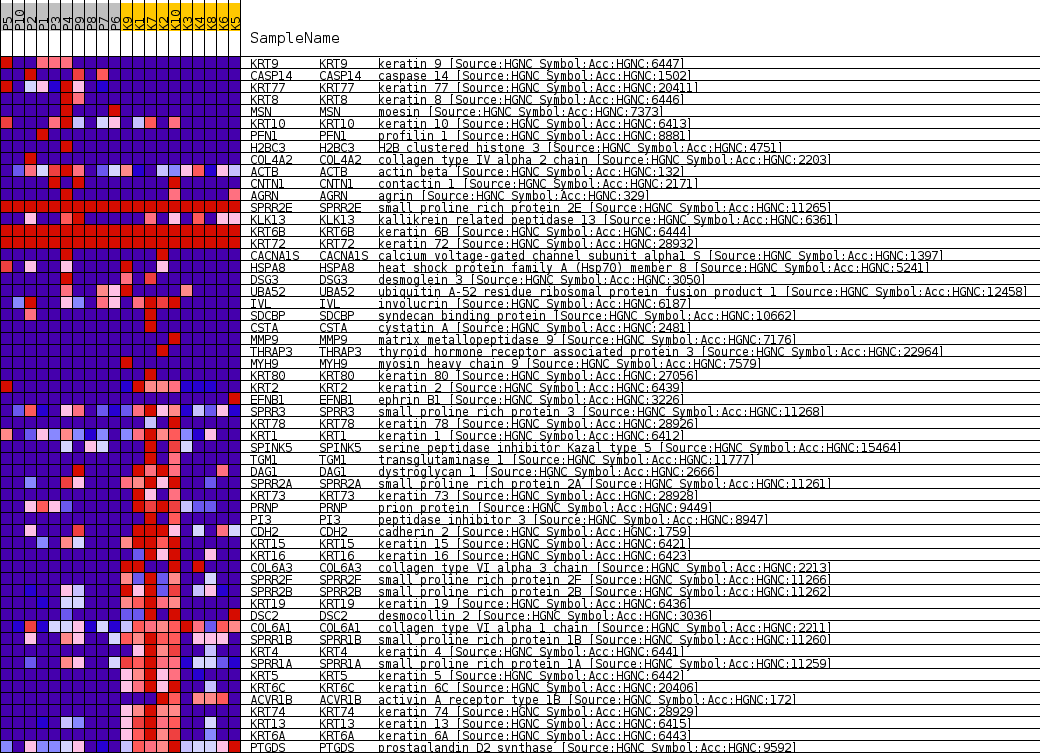 P5 P10 P2 P1 P3 P4 P9 P8 P7 P6 K9 K1 K7 K2 K10 K3 K4 K8 K6 K5
SampleName
KRT9 KRT9 keratin 9 [Source:HGNC Symbol;Acc:HGNC:6447]
CASP14 CASP14 caspase 14 [Source:HGNC Symbol;Acc:HGNC:1502]
KRT77 KRT77 keratin 77 [Source:HGNC Symbol;Acc:HGNC:20411]
KRT8 KRT8 keratin 8 [Source:HGNC Symbol;Acc:HGNC:6446]
MSN MSN moesin [Source:HGNC Symbol;Acc:HGNC:7373]
KRT10 KRT10 keratin 10 [Source:HGNC Symbol;Acc:HGNC:6413]
PFN1 PFN1 profilin 1 [Source:HGNC Symbol;Acc:HGNC:8881]
H2BC3 H2BC3 H2B clustered histone 3 [Source:HGNC Symbol;Acc:HGNC:4751]
COL4A2 COL4A2 collagen type IV alpha 2 chain [Source:HGNC Symbol;Acc:HGNC:2203]
ACTB ACTB actin beta [Source:HGNC Symbol;Acc:HGNC:132]
CNTN1 CNTN1 contactin 1 [Source:HGNC Symbol;Acc:HGNC:2171]
AGRN AGRN agrin [Source:HGNC Symbol;Acc:HGNC:329]
SPRR2E SPRR2E small proline rich protein 2E [Source:HGNC Symbol;Acc:HGNC:11265]
KLK13 KLK13 kallikrein related peptidase 13 [Source:HGNC Symbol;Acc:HGNC:6361]
KRT6B KRT6B keratin 6B [Source:HGNC Symbol;Acc:HGNC:6444]
KRT72 KRT72 keratin 72 [Source:HGNC Symbol;Acc:HGNC:28932]
CACNA1S CACNA1S calcium voltage-gated channel subunit alpha1 S [Source:HGNC Symbol;Acc:HGNC:1397]
HSPA8 HSPA8 heat shock protein family A (Hsp70) member 8 [Source:HGNC Symbol;Acc:HGNC:5241]
DSG3 DSG3 desmoglein 3 [Source:HGNC Symbol;Acc:HGNC:3050]
UBA52 UBA52 ubiquitin A-52 residue ribosomal protein fusion product 1 [Source:HGNC Symbol;Acc:HGNC:12458]
IVL IVL involucrin [Source:HGNC Symbol;Acc:HGNC:6187]
SDCBP SDCBP syndecan binding protein [Source:HGNC Symbol;Acc:HGNC:10662]
CSTA CSTA cystatin A [Source:HGNC Symbol;Acc:HGNC:2481]
MMP9 MMP9 matrix metallopeptidase 9 [Source:HGNC Symbol;Acc:HGNC:7176]
THRAP3 THRAP3 thyroid hormone receptor associated protein 3 [Source:HGNC Symbol;Acc:HGNC:22964]
MYH9 MYH9 myosin heavy chain 9 [Source:HGNC Symbol;Acc:HGNC:7579]
KRT80 KRT80 keratin 80 [Source:HGNC Symbol;Acc:HGNC:27056]
KRT2 KRT2 keratin 2 [Source:HGNC Symbol;Acc:HGNC:6439]
EFNB1 EFNB1 ephrin B1 [Source:HGNC Symbol;Acc:HGNC:3226]
SPRR3 SPRR3 small proline rich protein 3 [Source:HGNC Symbol;Acc:HGNC:11268]
KRT78 KRT78 keratin 78 [Source:HGNC Symbol;Acc:HGNC:28926]
KRT1 KRT1 keratin 1 [Source:HGNC Symbol;Acc:HGNC:6412]
SPINK5 SPINK5 serine peptidase inhibitor Kazal type 5 [Source:HGNC Symbol;Acc:HGNC:15464]
TGM1 TGM1 transglutaminase 1 [Source:HGNC Symbol;Acc:HGNC:11777]
DAG1 DAG1 dystroglycan 1 [Source:HGNC Symbol;Acc:HGNC:2666]
SPRR2A SPRR2A small proline rich protein 2A [Source:HGNC Symbol;Acc:HGNC:11261]
KRT73 KRT73 keratin 73 [Source:HGNC Symbol;Acc:HGNC:28928]
PRNP PRNP prion protein [Source:HGNC Symbol;Acc:HGNC:9449]
PI3 PI3 peptidase inhibitor 3 [Source:HGNC Symbol;Acc:HGNC:8947]
CDH2 CDH2 cadherin 2 [Source:HGNC Symbol;Acc:HGNC:1759]
KRT15 KRT15 keratin 15 [Source:HGNC Symbol;Acc:HGNC:6421]
KRT16 KRT16 keratin 16 [Source:HGNC Symbol;Acc:HGNC:6423]
COL6A3 COL6A3 collagen type VI alpha 3 chain [Source:HGNC Symbol;Acc:HGNC:2213]
SPRR2F SPRR2F small proline rich protein 2F [Source:HGNC Symbol;Acc:HGNC:11266]
SPRR2B SPRR2B small proline rich protein 2B [Source:HGNC Symbol;Acc:HGNC:11262]
KRT19 KRT19 keratin 19 [Source:HGNC Symbol;Acc:HGNC:6436]
DSC2 DSC2 desmocollin 2 [Source:HGNC Symbol;Acc:HGNC:3036]
COL6A1 COL6A1 collagen type VI alpha 1 chain [Source:HGNC Symbol;Acc:HGNC:2211]
SPRR1B SPRR1B small proline rich protein 1B [Source:HGNC Symbol;Acc:HGNC:11260]
KRT4 KRT4 keratin 4 [Source:HGNC Symbol;Acc:HGNC:6441]
SPRR1A SPRR1A small proline rich protein 1A [Source:HGNC Symbol;Acc:HGNC:11259]
KRT5 KRT5 keratin 5 [Source:HGNC Symbol;Acc:HGNC:6442]
KRT6C KRT6C keratin 6C [Source:HGNC Symbol;Acc:HGNC:20406]
ACVR1B ACVR1B activin A receptor type 1B [Source:HGNC Symbol;Acc:HGNC:172]
KRT74 KRT74 keratin 74 [Source:HGNC Symbol;Acc:HGNC:28929]
KRT13 KRT13 keratin 13 [Source:HGNC Symbol;Acc:HGNC:6415]
KRT6A KRT6A keratin 6A [Source:HGNC Symbol;Acc:HGNC:6443]
PTGDS PTGDS prostaglandin D2 synthase [Source:HGNC Symbol;Acc:HGNC:9592]